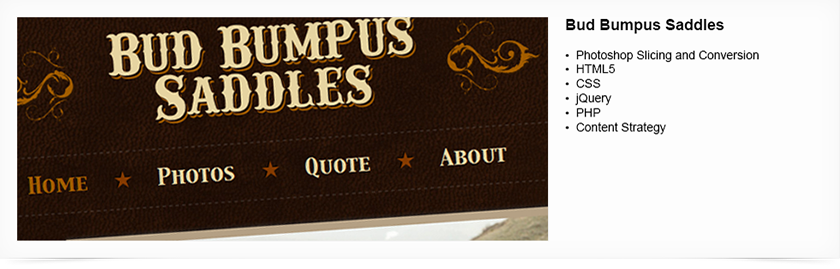 BUD BUMPUS
SADDLES
HOME ★ PHOTOS ★ QUOTE ★ ABOUT
Bud Bumpus Saddles
• Photoshop Slicing and Conversion
• HTML5
• CSS
• jQuery
• PHP
• Content Strategy